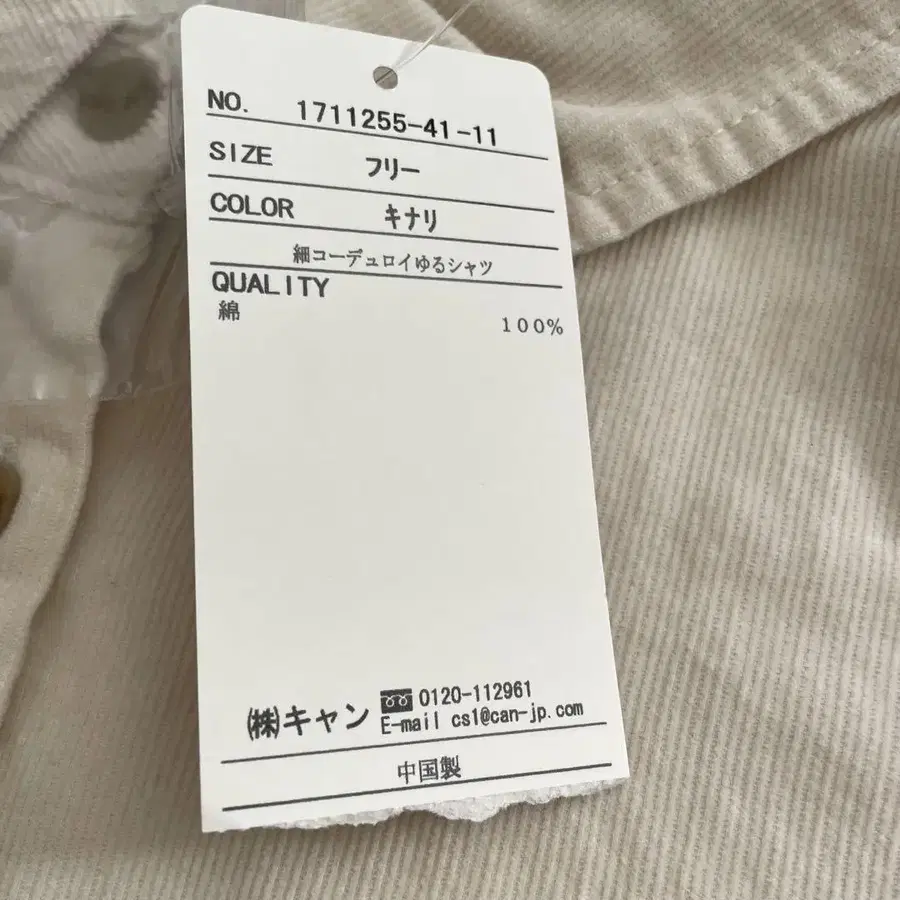 NO. 1711255-41-11
SIZE フリー
COLOR キナリ
細コーデュロイゆるシャツ
QUALITY
綿 100%
㈱キャン 0120-112961
E-mail cs1@can-jp.com
中国製